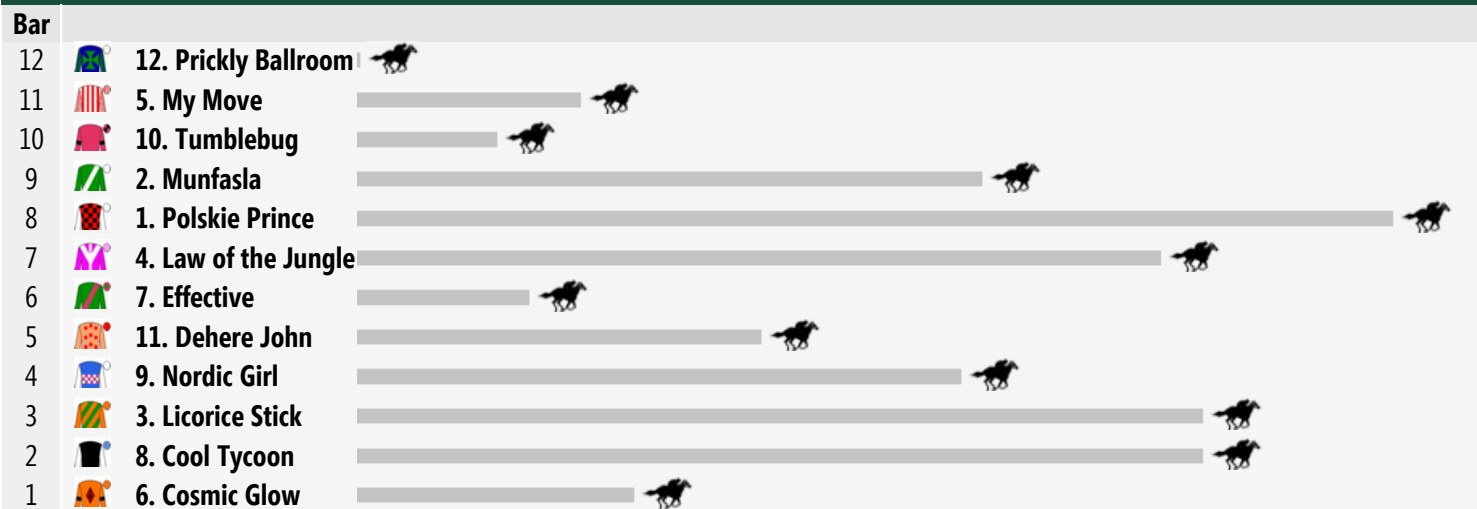 Bar
12 12. Prickly Ballroom
11 5. My Move
10 10. Tumblebug
9 2. Munfasla
8 1. Polskie Prince
7 4. Law of the Jungle
6 7. Effective
5 11. Dehere John
4 9. Nordic Girl
3 3. Licorice Stick
2 8. Cool Tycoon
1 6. Cosmic Glow